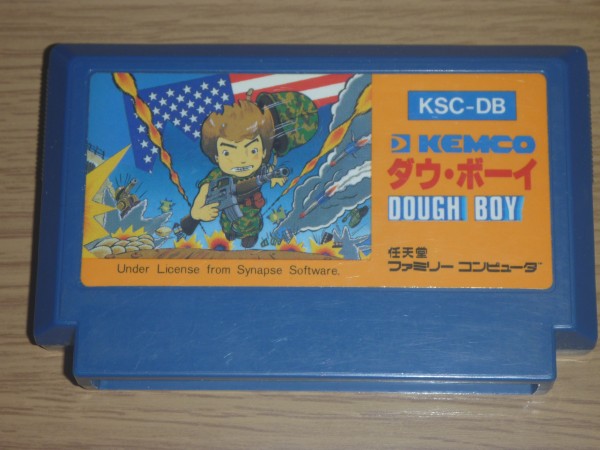 KSC-DB
KEMCO
ダウ・ボーイ
DOUGH BOY
任天堂
ファミリー コンピュータ
Under License from Synapse Software.